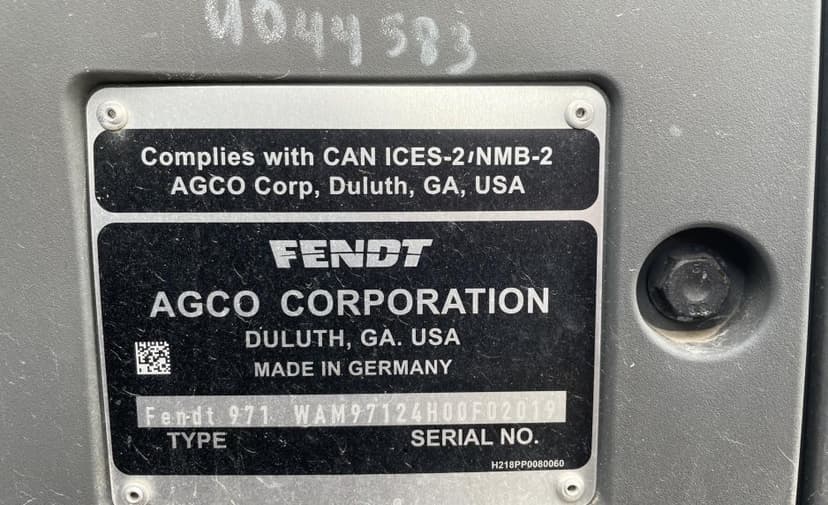 4044583
Complies with CAN ICES-2/NMB-2
AGCO Corp, Duluth, GA, USA
FENDT
AGCO CORPORATION
DULUTH, GA. USA
MADE IN GERMANY
Fendt 971 WAM97124H00F02019
TYPE SERIAL NO.
H218PP0080060